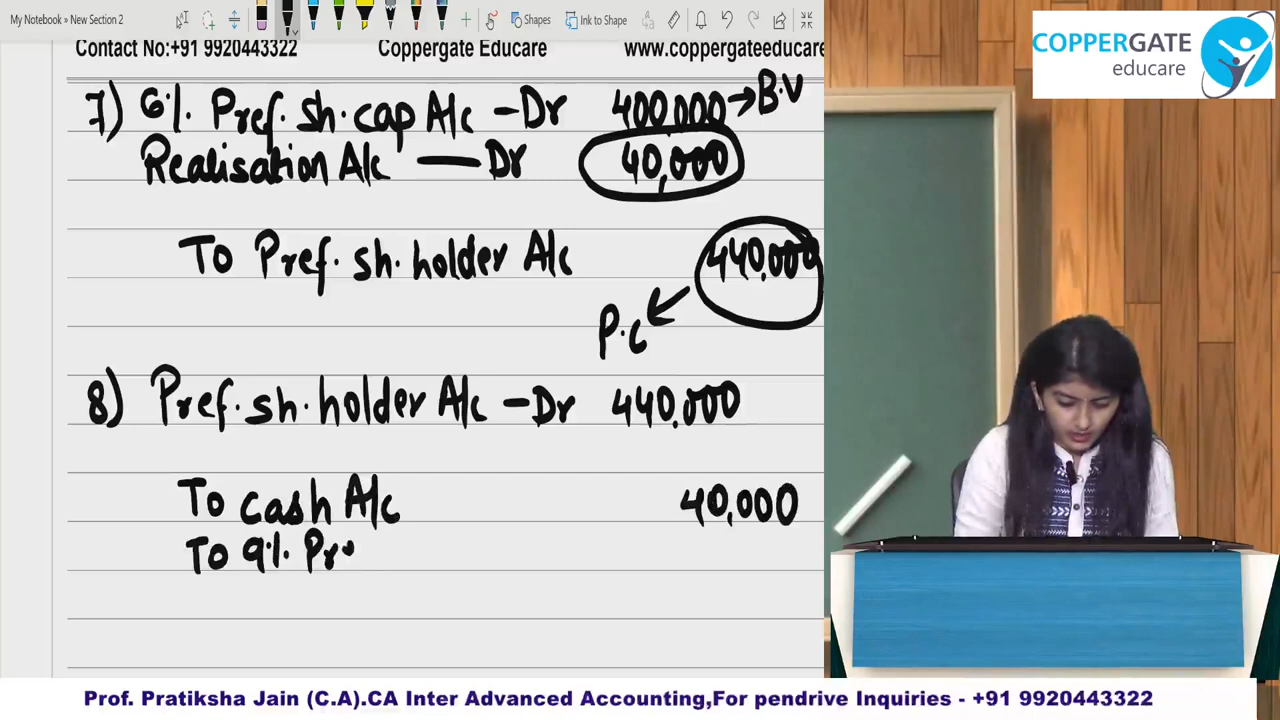 My Notebook » New Section 2
Shapes
Ink to Shape
Contact No:+91 9920443322 Coppergate Educare www.coppergateeducare
COPPERGATE
educare
7) 6%. Pref. sh. cap A/c - Dr 400,000 → B.V
Realisation A/c — Dr 40,000
To Pref. sh. holder A/c 440,000
P.C
8) Pref. sh. holder A/c - Dr 440,000
To cash A/c 40,000
To 9%. Pre
Prof. Pratiksha Jain (C.A).CA Inter Advanced Accounting,For pendrive Inquiries - +91 9920443322